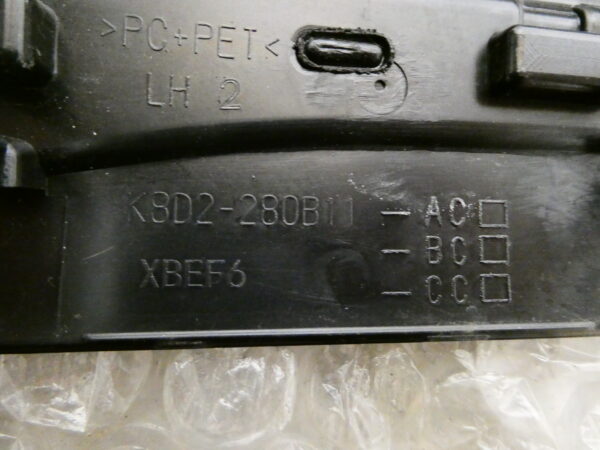 >PC+PET<
LH 2
K8D2-280B11 - AC
- BC
XBEF6
- CC